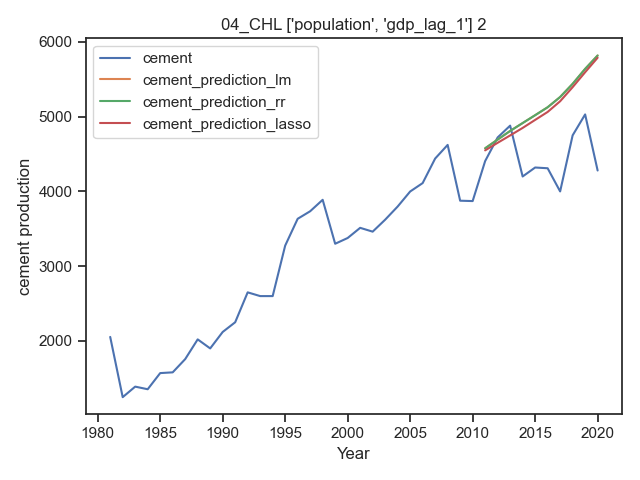 04_CHL ['population', 'gdp_lag_1'] 2
cement
cement_prediction_lm
cement_prediction_rr
cement_prediction_lasso
6000
5000
4000
3000
2000
cement production
1980 1985 1990 1995 2000 2005 2010 2015 2020
Year